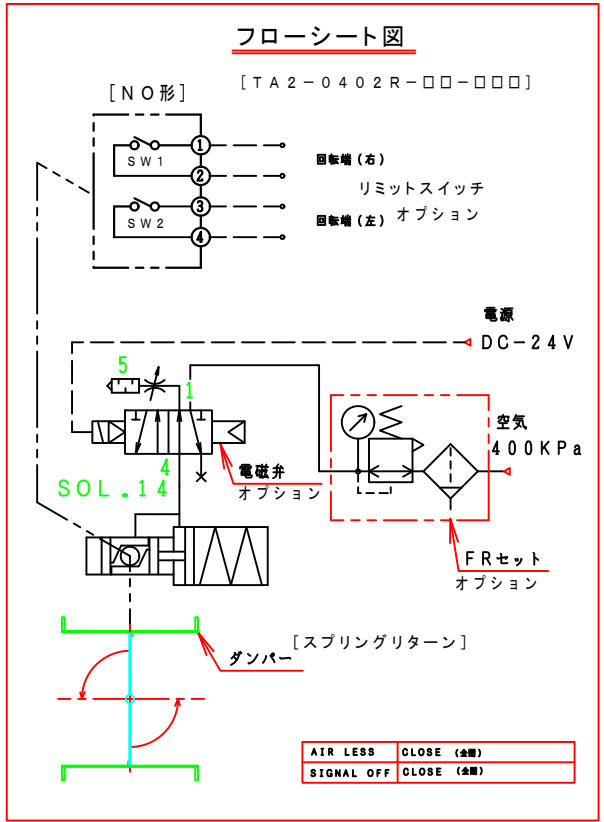 フローシート図
[TA2-0402R-□□-□□□]
[NO形]
SW1
1
2
SW2
3
4
回転端(右)
リミットスイッチ
オプション
回転端(左)
電源
DC-24V
5
1
4
SOL.14
電磁弁
オプション
空気
400KPa
FRセット
オプション
[スプリングリターン]
ダンパー
AIR LESS CLOSE (全閉)
SIGNAL OFF CLOSE (全閉)